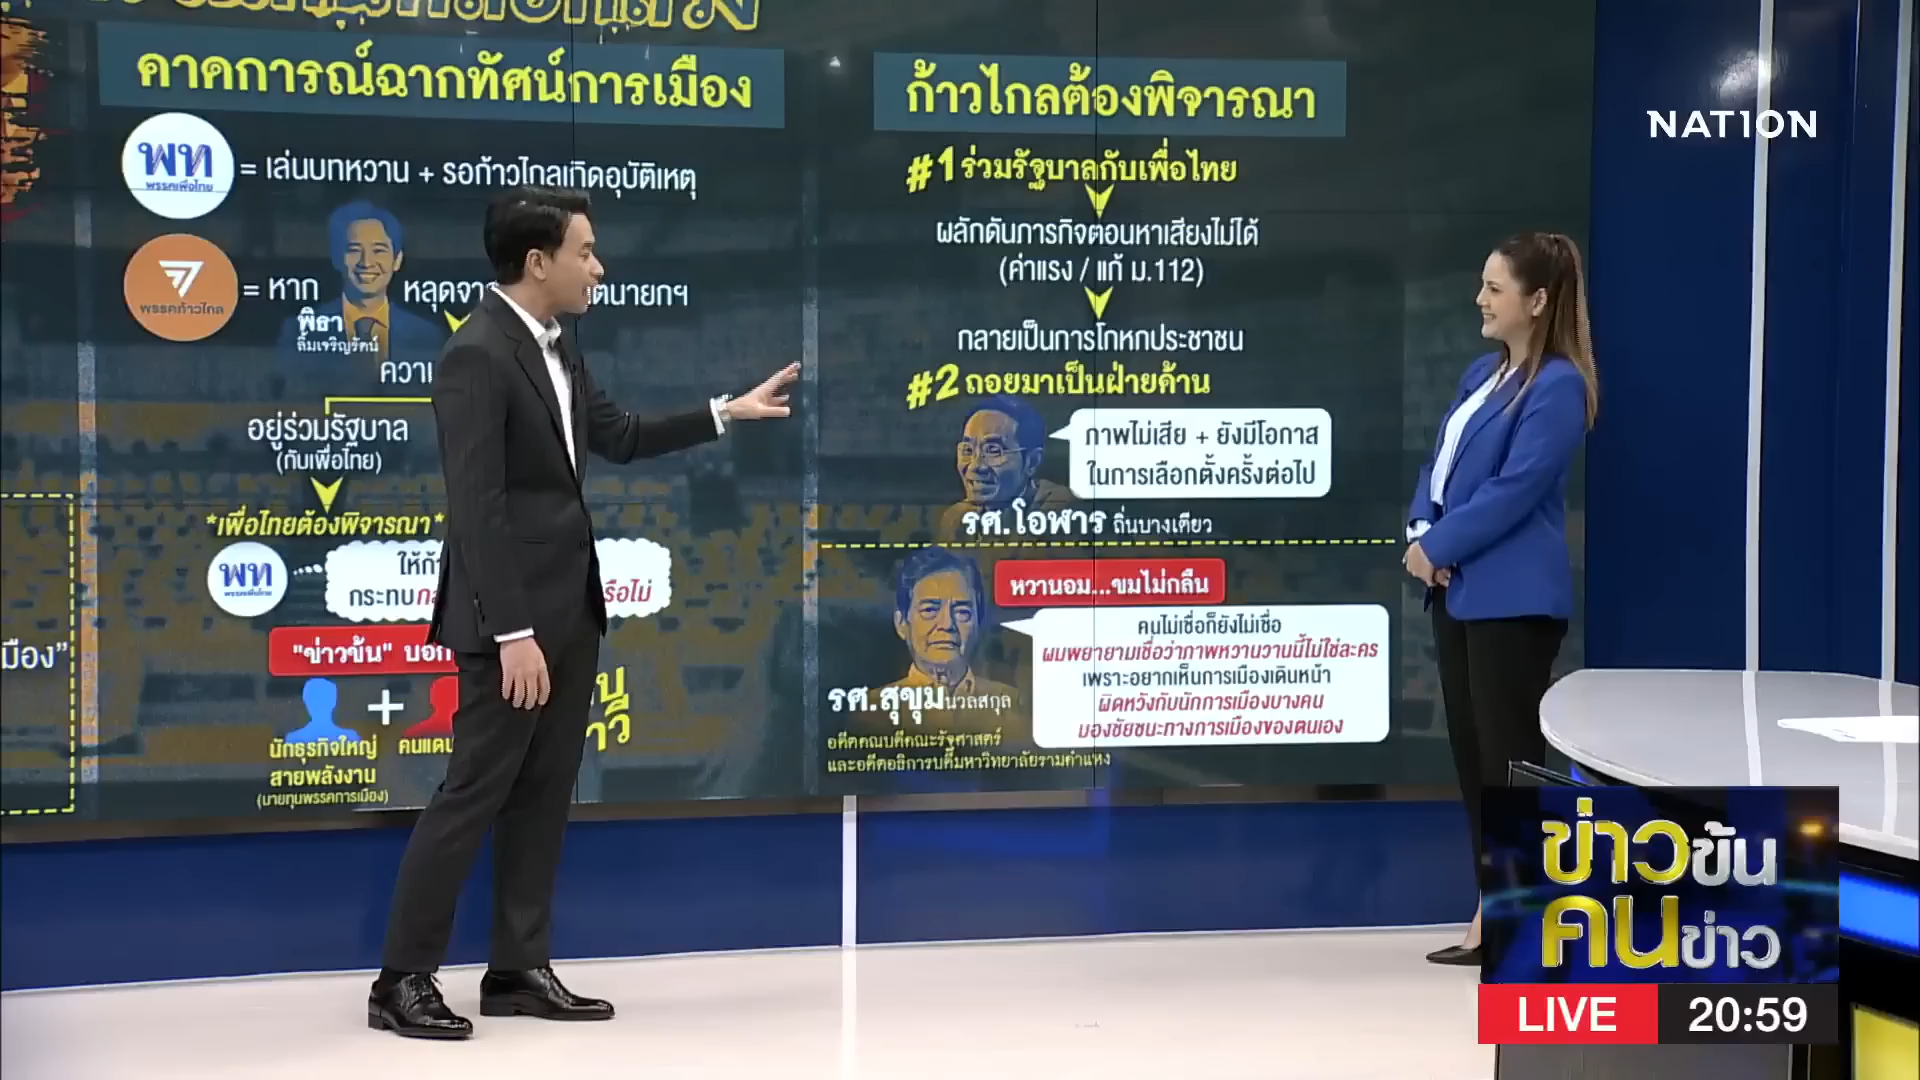 คาดการณ์ฉากทัศน์การเมือง
พท
พรรคเพื่อไทย
= เล่นบทหวาน + รอก้าวไกลเกิดอุบัติเหตุ
พรรคก้าวไกล
= หาก
พิธา
ลิ้มเจริญรัตน์
นายกฯ
อยู่ร่วมรัฐบาล
(กับเพื่อไทย)
*เพื่อไทยต้องพิจารณา*
พท
พรรคเพื่อไทย
กระทบ
"ข่าวข้น"
+
นักธุรกิจใหญ่
สายพลังงาน
(นายทุนพรรคการเมือง)
มือง”
ก้าวไกลต้องพิจารณา
#1 ร่วมรัฐบาลกับเพื่อไทย
ผลักดันภารกิจตอนหาเสียงไม่ได้
(ค่าแรง / แก้ ม.112)
กลายเป็นการโกหกประชาชน
#2 ถอยมาเป็นฝ่ายค้าน
ภาพไม่เสีย + ยังมีโอกาส
ในการเลือกตั้งครั้งต่อไป
รศ.โอฬาร ถิ่นบางเตียว
หวานอม...ขมไม่กลืน
คนไม่เชื่อก็ยังไม่เชื่อ
ผมพยายามเชื่อว่าภาพหวานวานนี้ไม่ใช่ละคร
เพราะอยากเห็นการเมืองเดินหน้า
ผิดหวังกับนักการเมืองบางคน
มองชัยชนะทางการเมืองของตนเอง
รศ.สุขุม นวลสกุล
อดีตคณบดีคณะรัฐศาสตร์
และอดีตอธิการบดีมหาวิทยาลัยรามคำแหง
NATION
ข่าวข้น
คนข่าว
LIVE 20:59